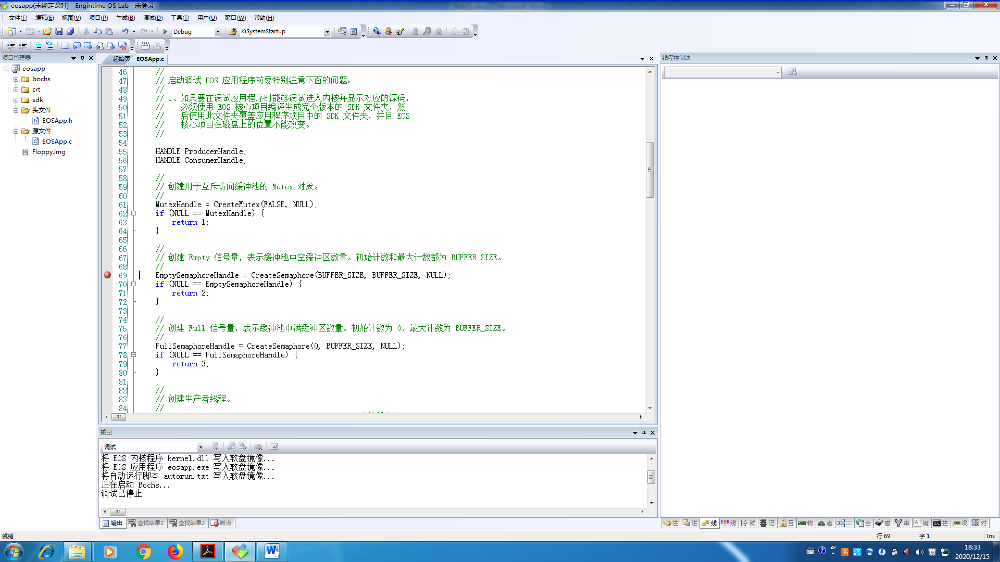 eosapp(未绑定课时) - Engintime OS Lab - 未登录
文件(F) 编辑(E) 视图(V) 项目(P) 生成(B) 调试(D) 工具(T) 用户(U) 窗口(W) 帮助(H)
Debug KiSystemStartup
项目管理器
eosapp
bochs
crt
sdk
头文件
EOSApp.h
源文件
EOSApp.c
Floppy.img
起始页 EOSApp.c
46 //
47 // 启动调试 EOS 应用程序前要特别注意下面的问题：
48 //
49 // 1、如果要在调试应用程序时能够调试进入内核并显示对应的源码，
50 // 必须使用 EOS 核心项目编译生成完全版本的 SDK 文件夹，然
51 // 后使用此文件夹覆盖应用程序项目中的 SDK 文件夹，并且 EOS
52 // 核心项目在磁盘上的位置不能改变。
53 //
54
55 HANDLE ProducerHandle;
56 HANDLE ConsumerHandle;
57
58 //
59 // 创建用于互斥访问缓冲池的 Mutex 对象。
60 //
61 MutexHandle = CreateMutex(FALSE, NULL);
62 if (NULL == MutexHandle) {
63 return 1;
64 }
65
66 //
67 // 创建 Empty 信号量，表示缓冲池中空缓冲区数量。初始计数和最大计数都为 BUFFER_SIZE。
68 //
69 EmptySemaphoreHandle = CreateSemaphore(BUFFER_SIZE, BUFFER_SIZE, NULL);
70 if (NULL == EmptySemaphoreHandle) {
71 return 2;
72 }
73
74 //
75 // 创建 Full 信号量，表示缓冲池中满缓冲区数量。初始计数为 0，最大计数为 BUFFER_SIZE。
76 //
77 FullSemaphoreHandle = CreateSemaphore(0, BUFFER_SIZE, NULL);
78 if (NULL == FullSemaphoreHandle) {
79 return 3;
80 }
81
82 //
83 // 创建生产者线程。
84 //
输出
调试
将 EOS 内核程序 kernel.dll 写入软盘镜像...
将 EOS 应用程序 eosapp.exe 写入软盘镜像...
将自动运行脚本 autorun.txt 写入软盘镜像...
正在启动 Bochs...
调试已停止
输出 查找结果1 查找结果2 断点
线程控制块
进 进 线 线 就 记 互 物 虚 二 全 磁 串 键 控 设 对
就绪 行 69 字 1 Ins
18:33
2020/12/15